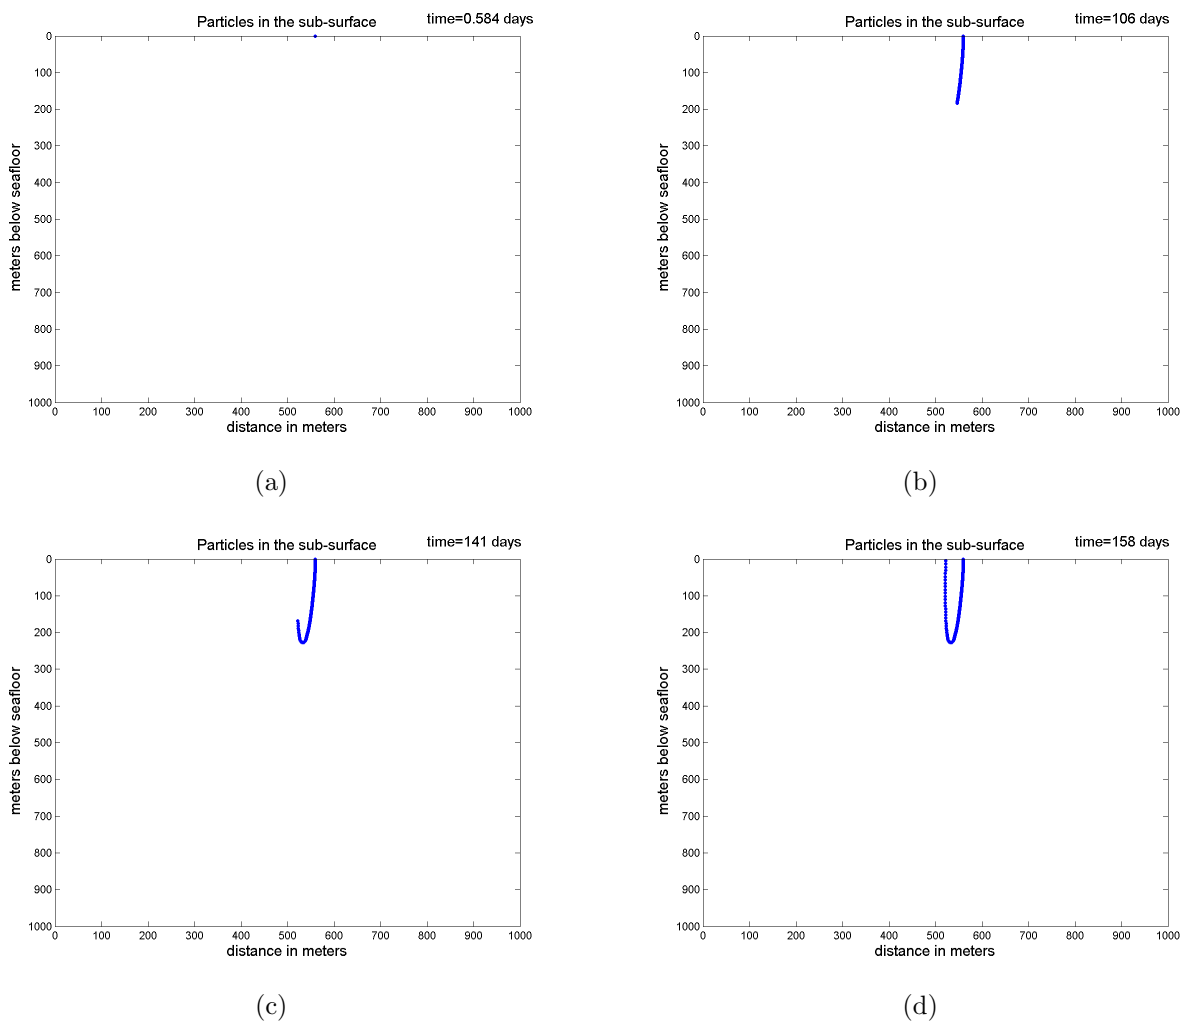 Particles in the sub-surface
time=0.584 days
0
100
200
300
400
500
600
700
800
900
1000
meters below seafloor
0 100 200 300 400 500 600 700 800 900 1000
distance in meters
(a)
Particles in the sub-surface
time=106 days
0
100
200
300
400
500
600
700
800
900
1000
meters below seafloor
0 100 200 300 400 500 600 700 800 900 1000
distance in meters
(b)
Particles in the sub-surface
time=141 days
0
100
200
300
400
500
600
700
800
900
1000
meters below seafloor
0 100 200 300 400 500 600 700 800 900 1000
distance in meters
(c)
Particles in the sub-surface
time=158 days
0
100
200
300
400
500
600
700
800
900
1000
meters below seafloor
0 100 200 300 400 500 600 700 800 900 1000
distance in meters
(d)